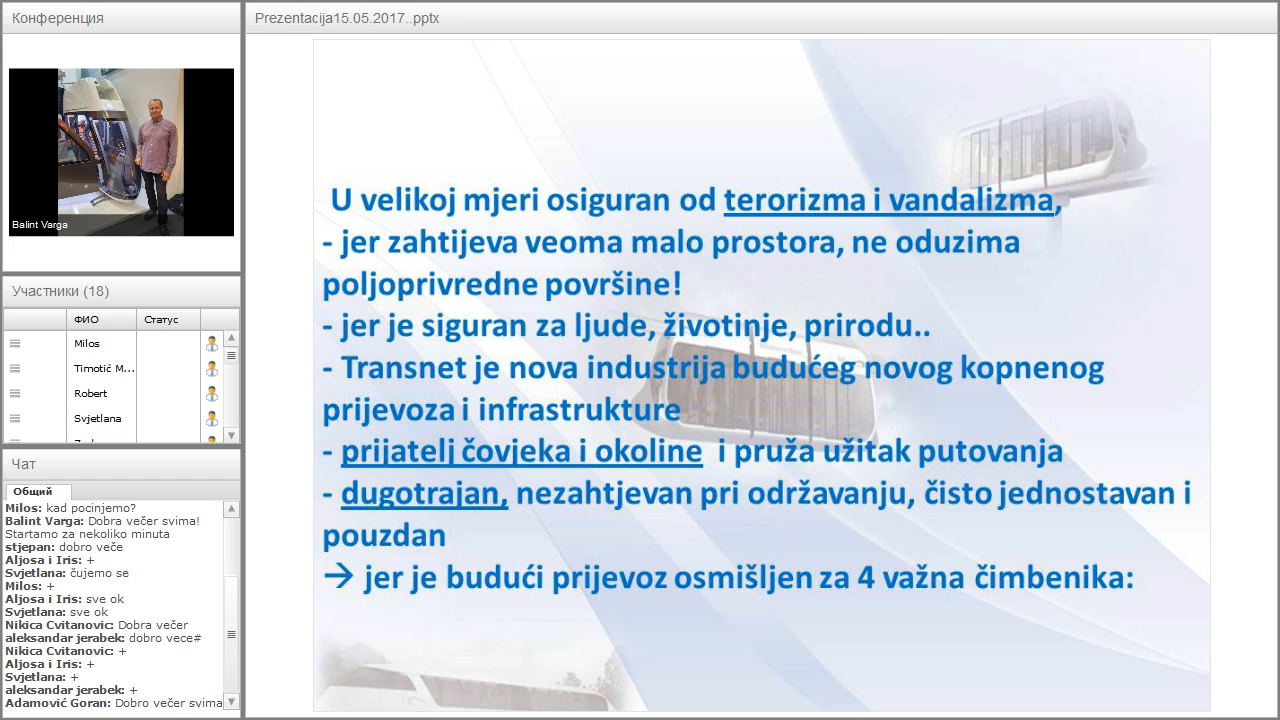 Конференция
Balint Varga
Участники (18)
ФИО Статус
Milos
Timotić M...
Robert
Svjetlana
Чат
Общий
Milos: kad pocinjemo?
Balint Varga: Dobra večer svima!
Startamo za nekoliko minuta
stjepan: dobro veče
Aljosa i Iris: +
Svjetlana: čujemo se
Milos: +
Aljosa i Iris: sve ok
Svjetlana: sve ok
Nikica Cvitanovic: Dobra večer
aleksandar jerabek: dobro vece#
Nikica Cvitanovic: +
Aljosa i Iris: +
Svjetlana: +
aleksandar jerabek: +
Adamović Goran: Dobro večer svima
Prezentacija15.05.2017..pptx
U velikoj mjeri osiguran od terorizma i vandalizma,
- jer zahtijeva veoma malo prostora, ne oduzima
poljoprivredne površine!
- jer je siguran za ljude, životinje, prirodu..
- Transnet je nova industrija budućeg novog kopnenog
prijevoza i infrastrukture
- prijatelj čovjeka i okoline i pruža užitak putovanja
- dugotrajan, nezahtjevan pri održavanju, čisto jednostavan i
pouzdan
→ jer je budući prijevoz osmišljen za 4 važna čimbenika: